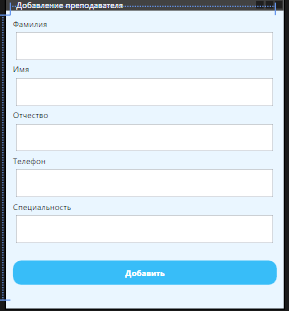 Добавление преподавателя
Фамилия
Имя
Отчество
Телефон
Специальность
Добавить